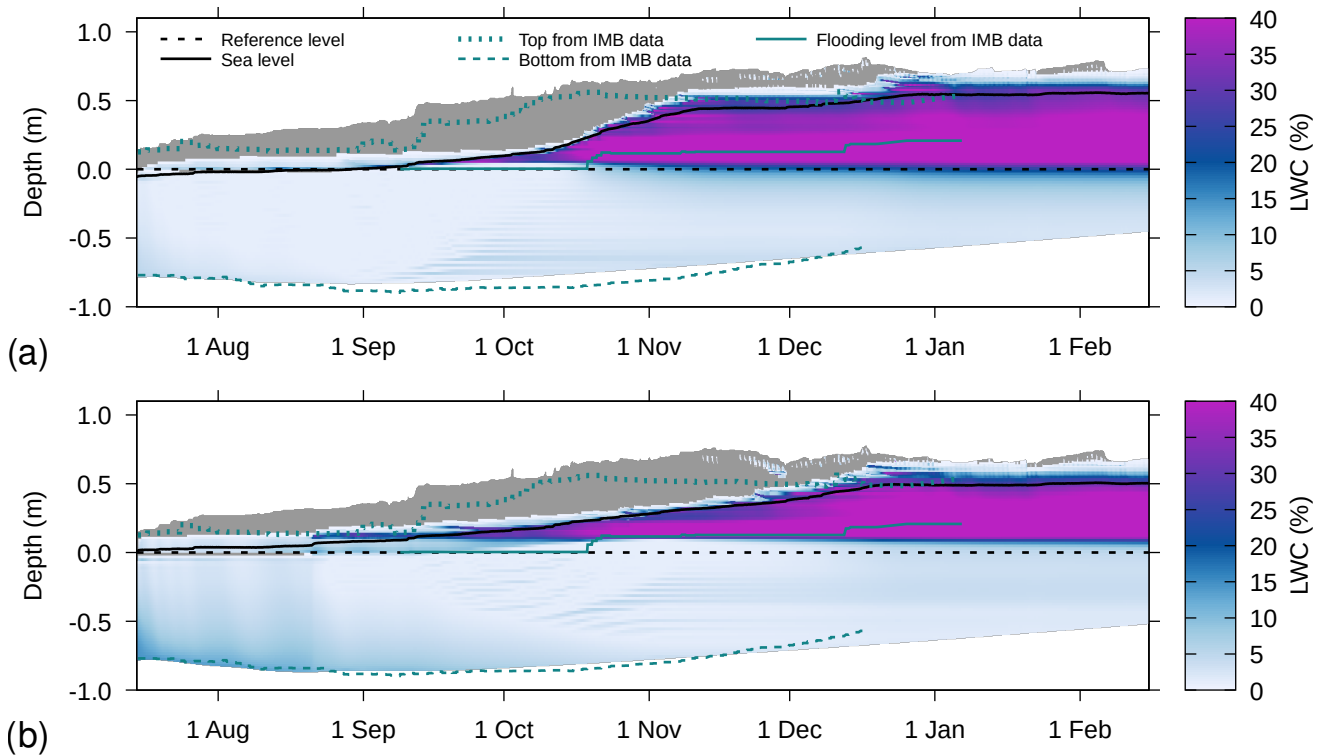 1.0
0.5
0.0
-0.5
-1.0
Depth (m)
Reference level
Sea level
Top from IMB data
Bottom from IMB data
Flooding level from IMB data
40
35
30
25
20
15
10
5
0
LWC (%)
(a)
1 Aug
1 Sep
1 Oct
1 Nov
1 Dec
1 Jan
1 Feb
1.0
0.5
0.0
-0.5
-1.0
Depth (m)
40
35
30
25
20
15
10
5
0
LWC (%)
(b)
1 Aug
1 Sep
1 Oct
1 Nov
1 Dec
1 Jan
1 Feb